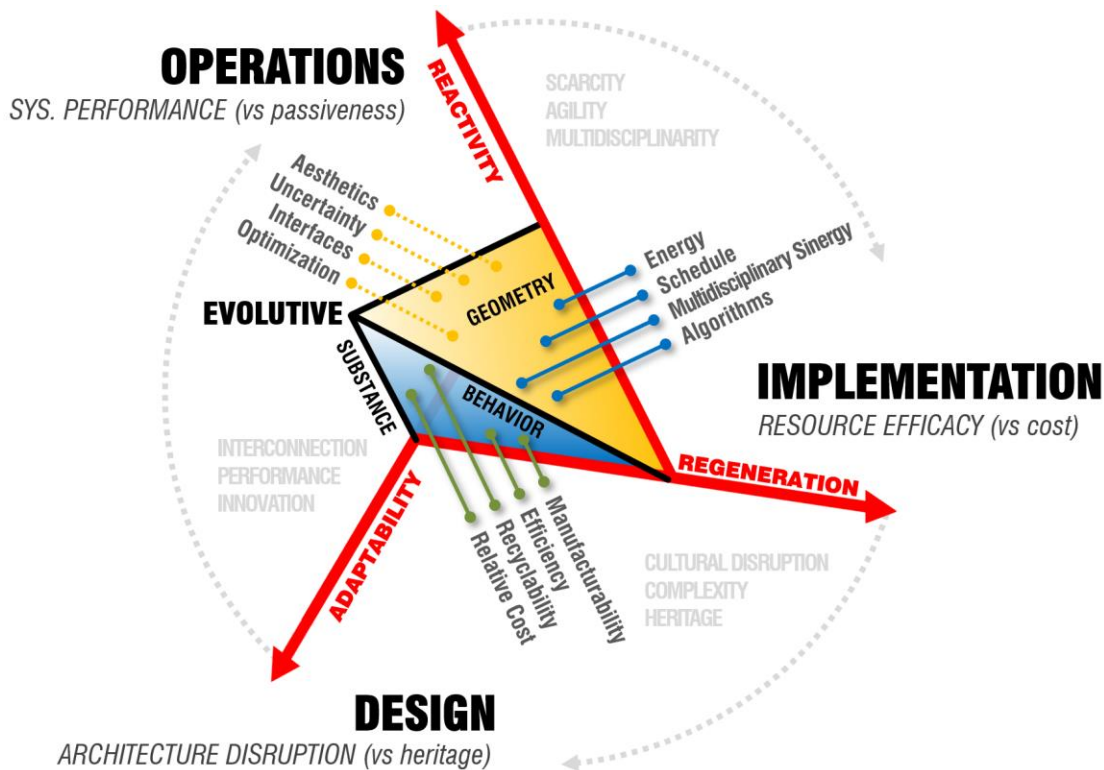 OPERATIONS
SYS. PERFORMANCE (vs passiveness)
REACTIVITY
SCARCITY
AGILITY
MULTIDISCIPLINARITY
Aesthetics
Uncertainty
Interfaces
Optimization
Energy
Schedule
Multidisciplinary Sinergy
Algorithms
GEOMETRY
EVOLUTIVE
SUBSTANCE
BEHAVIOR
IMPLEMENTATION
RESOURCE EFFICACY (vs cost)
INTERCONNECTION
PERFORMANCE
INNOVATION
REGENERATION
ADAPTABILITY
Relative Cost
Recyclability
Efficiency
Manufacturability
CULTURAL DISRUPTION
COMPLEXITY
HERITAGE
DESIGN
ARCHITECTURE DISRUPTION (vs heritage)